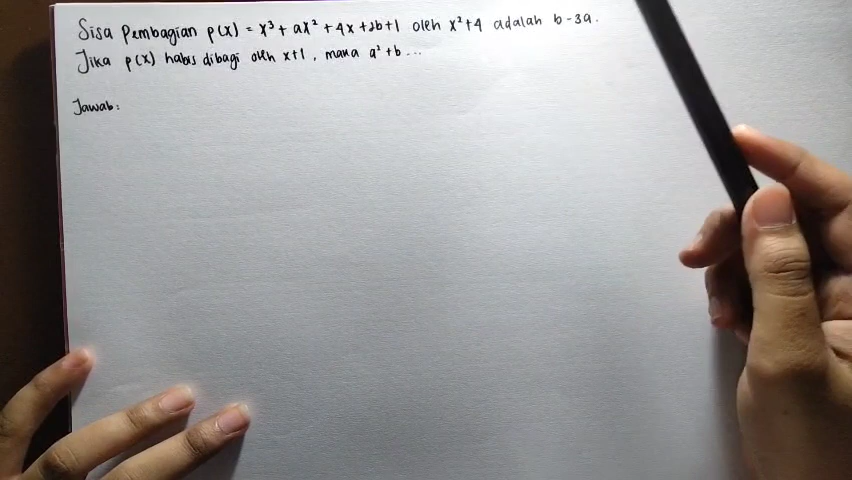 Sisa Pembagian p(x) = x³ + ax² + 4x + 2b + 1 oleh x² + 4 adalah b - 3a.
Jika p(x) habis dibagi oleh x+1, maka a² + b ...
Jawab: